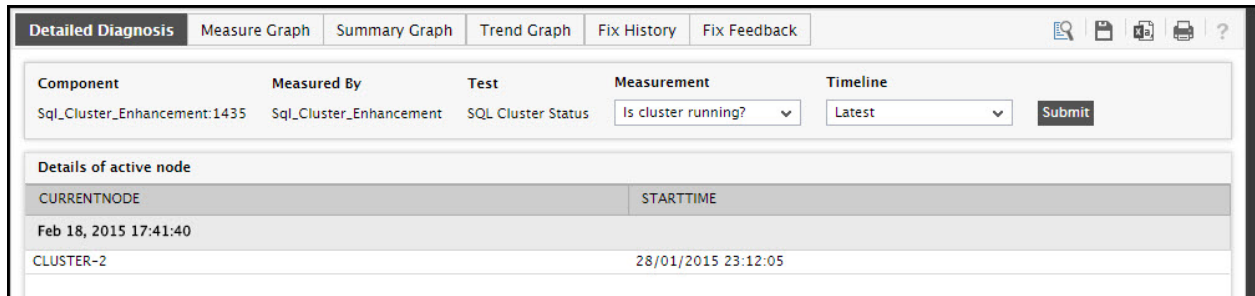 Detailed Diagnosis Measure Graph Summary Graph Trend Graph Fix History Fix Feedback ?
Component Measured By Test Measurement Timeline
Sql_Cluster_Enhancement:1435 Sql_Cluster_Enhancement SQL Cluster Status Is cluster running? Latest Submit
Details of active node
CURRENTNODE STARTTIME
Feb 18, 2015 17:41:40
CLUSTER-2 28/01/2015 23:12:05